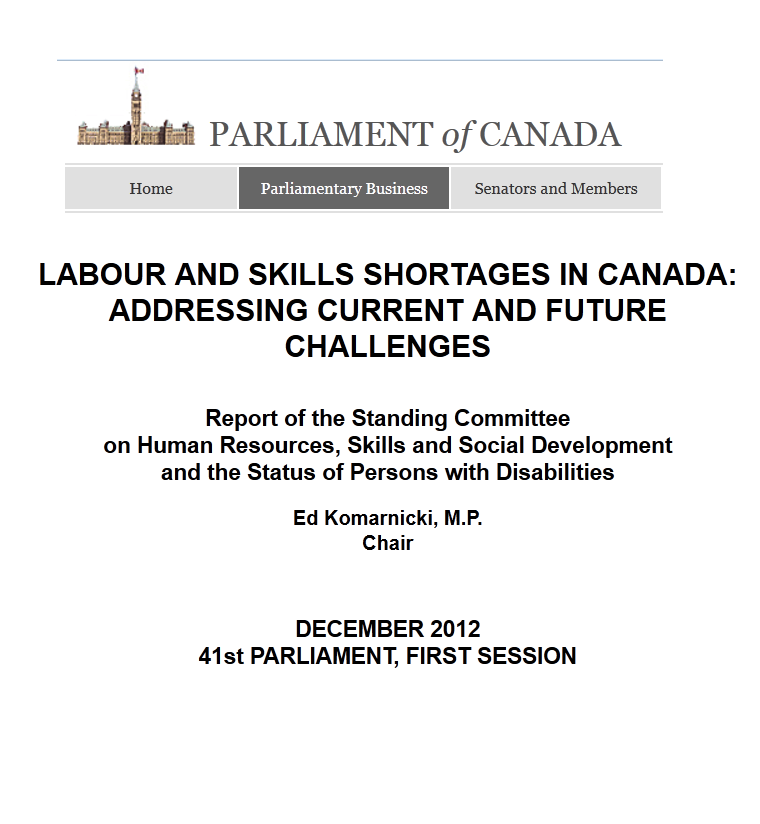 PARLIAMENT of CANADA
Home Parliamentary Business Senators and Members
LABOUR AND SKILLS SHORTAGES IN CANADA:
ADDRESSING CURRENT AND FUTURE
CHALLENGES
Report of the Standing Committee
on Human Resources, Skills and Social Development
and the Status of Persons with Disabilities
Ed Komarnicki, M.P.
Chair
DECEMBER 2012
41st PARLIAMENT, FIRST SESSION